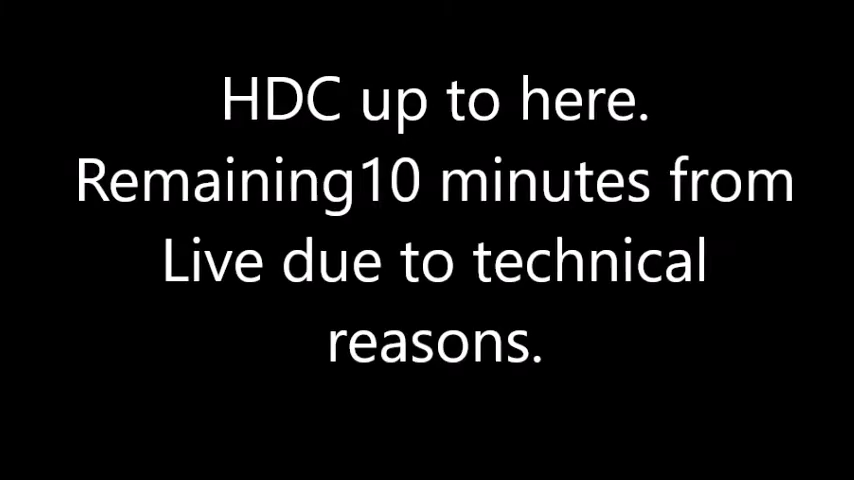 HDC up to here.
Remaining10 minutes from
Live due to technical
reasons.